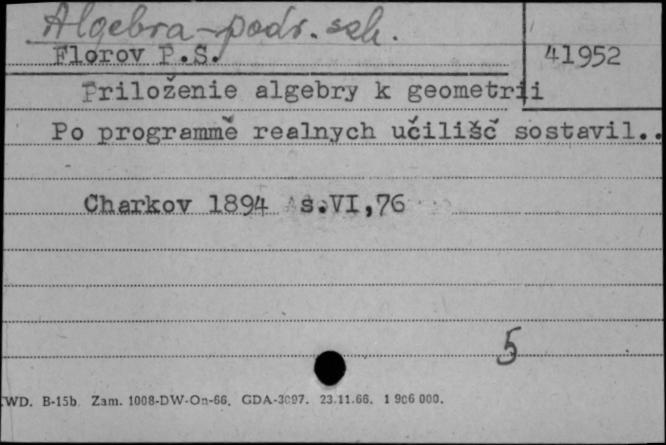 Algebra-podr. szk.
Florov P.S.
41952
Priloženie algebry k geometrii
Po programmě realnych učilišč sostavil..
Charkov 1894 s.VI,76
5
WD. B-15b Zam. 1008-DW-On-66. GDA-3097. 23.11.66. 1 906 000.